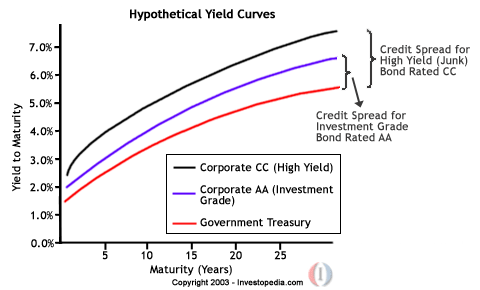 Hypothetical Yield Curves
Yield to Maturity
7.0%
6.0%
5.0%
4.0%
3.0%
2.0%
1.0%
0.0%
Credit Spread for
High Yield (Junk)
Bond Rated CC
Credit Spread for
Investment Grade
Bond Rated AA
Corporate CC (High Yield)
Corporate AA (Investment
Grade)
Government Treasury
5
10
15
20
25
Maturity (Years)
Copyright 2003 - Investopedia.com
I